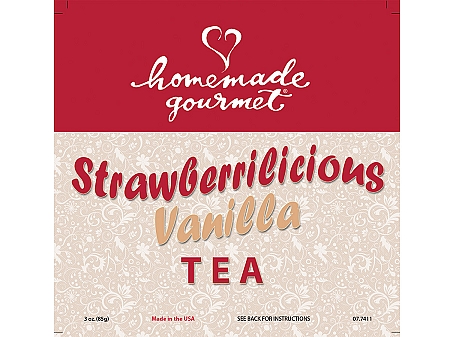 homemade
gourmet®
Strawberrilicious
Vanilla
TEA
3 oz. (85g) Made in the USA SEE BACK FOR INSTRUCTIONS 07.7411